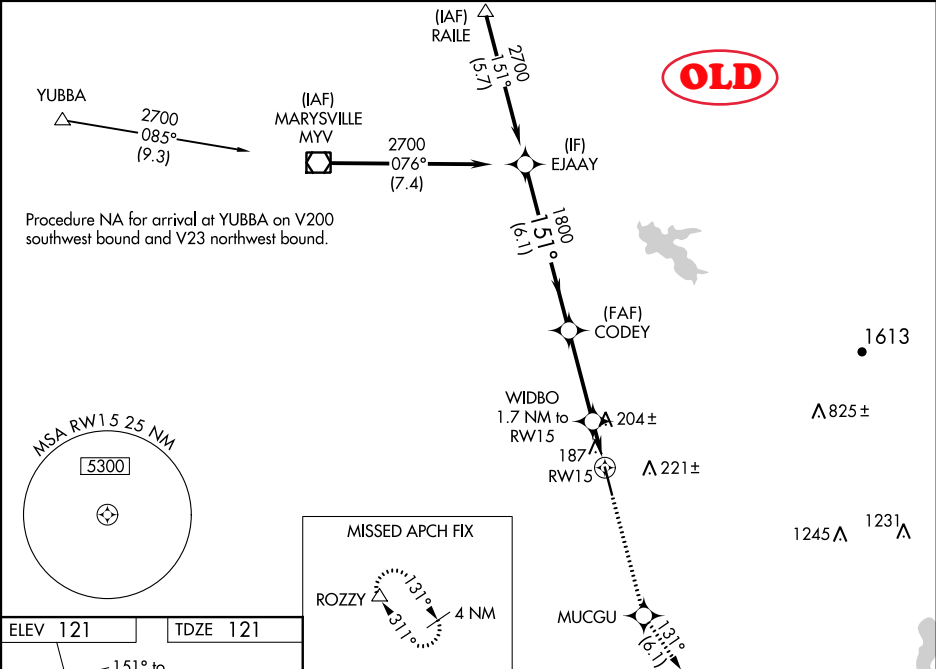 (IAF)
RAILE
2700
151°
(5.7)
OLD
YUBBA
2700
085°
(9.3)
(IAF)
MARYSVILLE
MYV
2700
076°
(7.4)
(IF)
EJAAY
Procedure NA for arrival at YUBBA on V200
southwest bound and V23 northwest bound.
1800
151°
(6.1)
(FAF)
CODEY
1613
WIDBO
1.7 NM to
RW15
204±
825±
187
RW15
221±
MSA RW15 25 NM
5300
1245
1231
MISSED APCH FIX
ROZZY
131°
311°
4 NM
MUCGU
131°
(6.1)
ELEV 121
TDZE 121
151° to